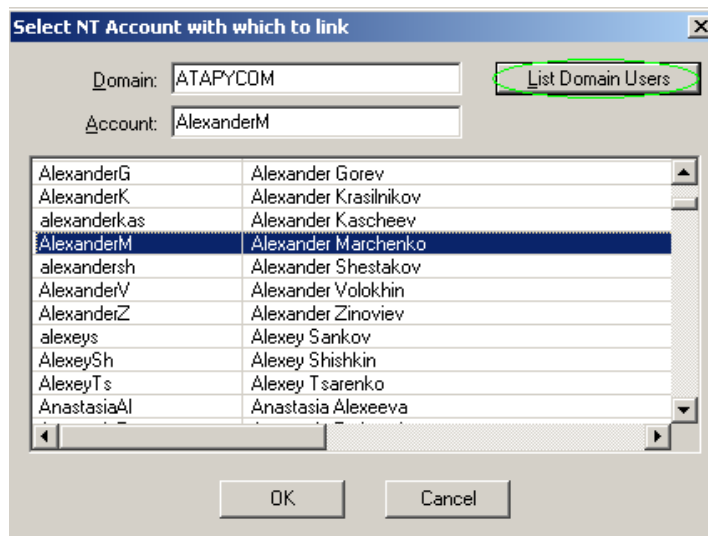 Select NT Account with which to link
Domain: ATAPYCOM List Domain Users
Account: AlexanderM
AlexanderG Alexander Gorev
AlexanderK Alexander Krasilnikov
alexanderkas Alexander Kascheev
AlexanderM Alexander Marchenko
alexandersh Alexander Shestakov
AlexanderV Alexander Volokhin
AlexanderZ Alexander Zinoviev
alexeys Alexey Sankov
AlexeySh Alexey Shishkin
AlexeyTs Alexey Tsarenko
AnastasiaAl Anastasia Alexeeva
OK Cancel